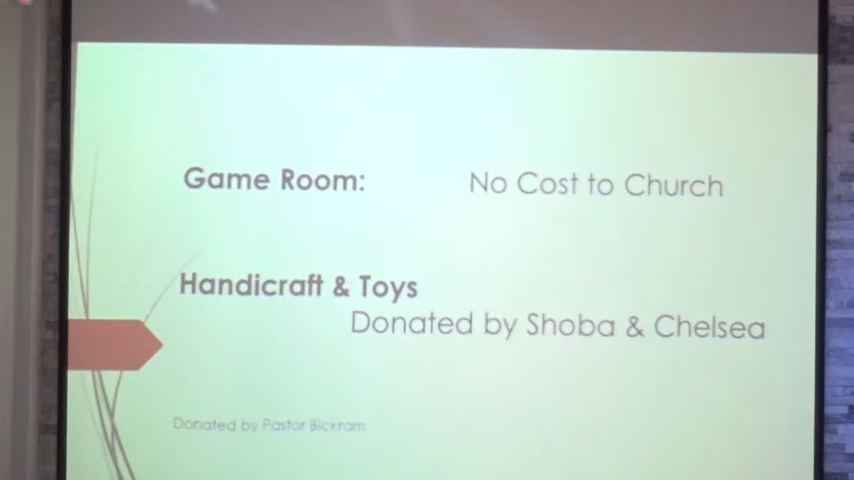 Game Room: No Cost to Church
Handicraft & Toys
Donated by Shoba & Chelsea
Donated by Pastor Bickram